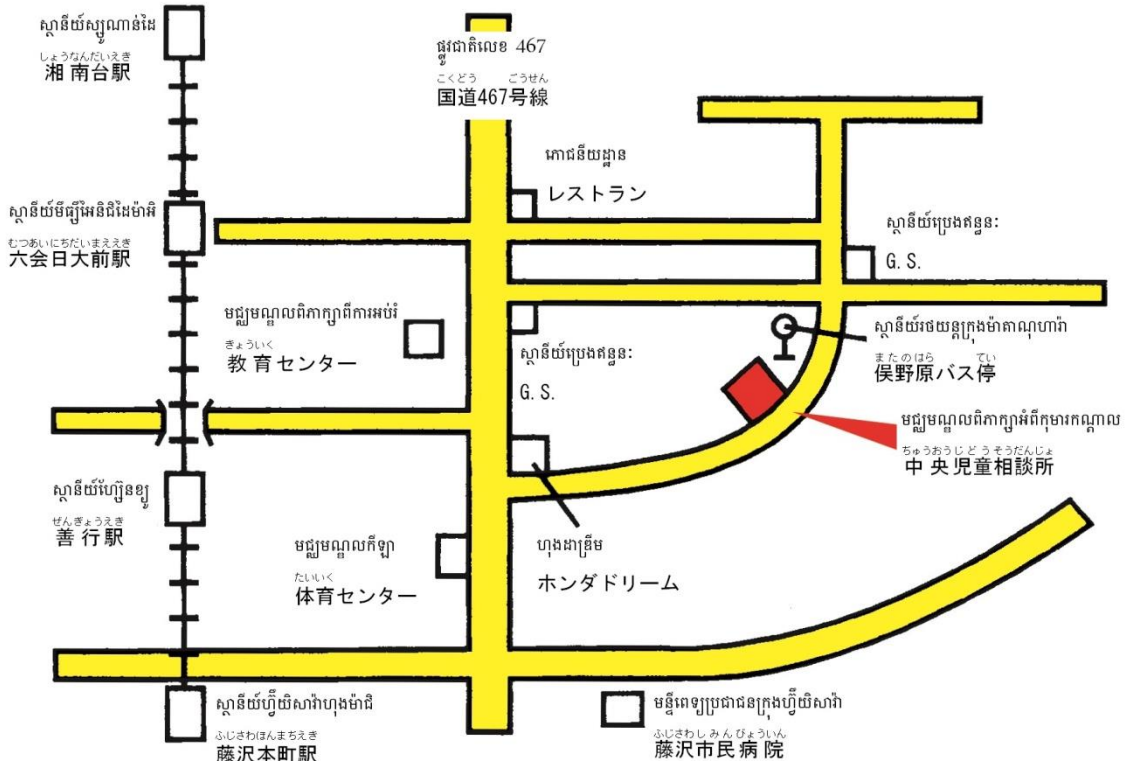 ស្ថានីយ៍ស្យូណាន់ដៃ
しょうなんだいえき
湘南台駅
ផ្លូវជាតិលេខ 467
こくどう ごうせん
国道467号線
ភោជនីយដ្ឋាន
レストラン
ស្ថានីយ៍មីធ្សឺអៃនិជិដៃម៉ាអិ
むつあいにちだいまええき
六会日大前駅
ស្ថានីយ៍ប្រេងឥន្ធនៈ
G. S.
មជ្ឈមណ្ឌលពិភាក្សាពីការអប់រំ
きょういく
教育センター
ស្ថានីយ៍ប្រេងឥន្ធនៈ
G. S.
ស្ថានីយ៍រថយន្តក្រុងម៉ាតាណុហារ៉ា
またのはら てい
俣野原バス停
មជ្ឈមណ្ឌលពិភាក្សាអំពីកុមារកណ្តាល
ちゅうおうじどうそうだんじょ
中央児童相談所
ស្ថានីយ៍ហ្ស៊េនខ្យូ
ぜんぎょうえき
善行駅
មជ្ឈមណ្ឌលកីឡា
たいいく
体育センター
ហុងដាទ្រីម
ホンダドリーム
ស្ថានីយ៍ហ្វ៊ីយិសាវ៉ាហុងម៉ាជិ
ふじさわほんまちえき
藤沢本町駅
មន្ទីពេទ្យប្រជាជនក្រុងហ្វ៊ីយិសាវ៉ា
ふじさわしみんびょういん
藤沢市民病院